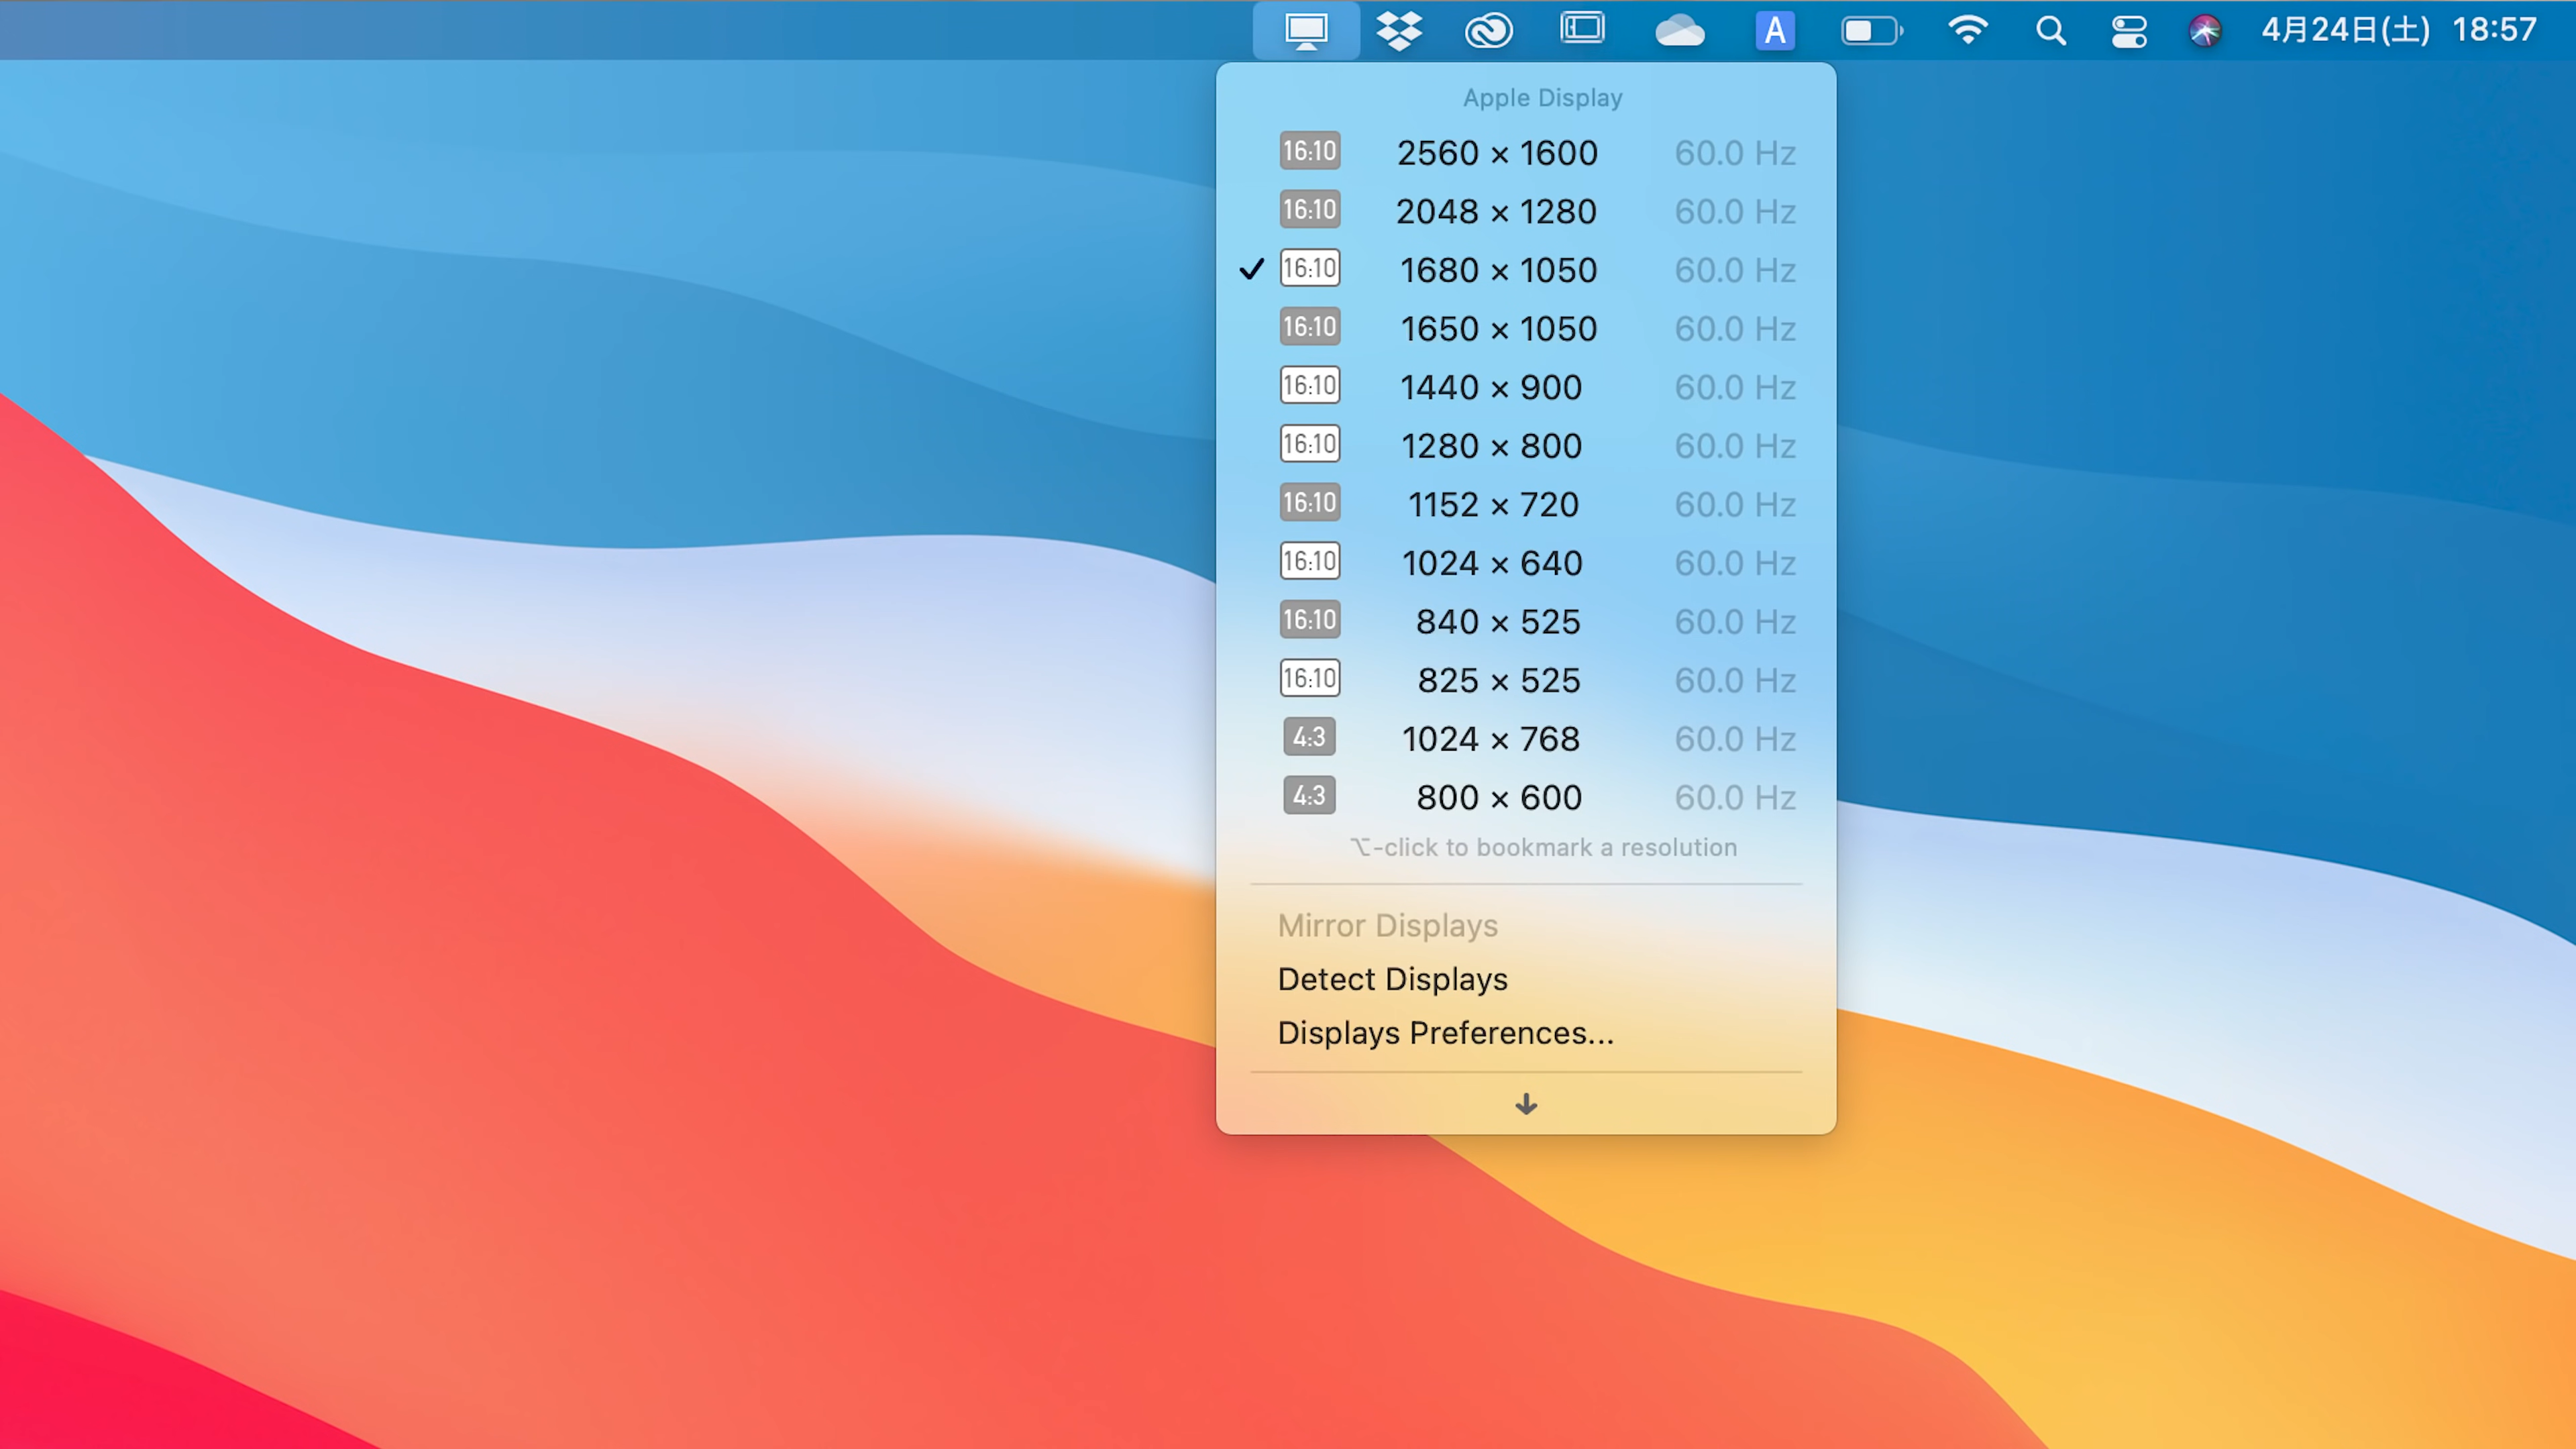 A 4月24日(土) 18:57
Apple Display
16:10 2560 × 1600 60.0 Hz
16:10 2048 × 1280 60.0 Hz
✓ 16:10 1680 × 1050 60.0 Hz
16:10 1650 × 1050 60.0 Hz
16:10 1440 × 900 60.0 Hz
16:10 1280 × 800 60.0 Hz
16:10 1152 × 720 60.0 Hz
16:10 1024 × 640 60.0 Hz
16:10 840 × 525 60.0 Hz
16:10 825 × 525 60.0 Hz
4:3 1024 × 768 60.0 Hz
4:3 800 × 600 60.0 Hz
⌥-click to bookmark a resolution
Mirror Displays
Detect Displays
Displays Preferences...